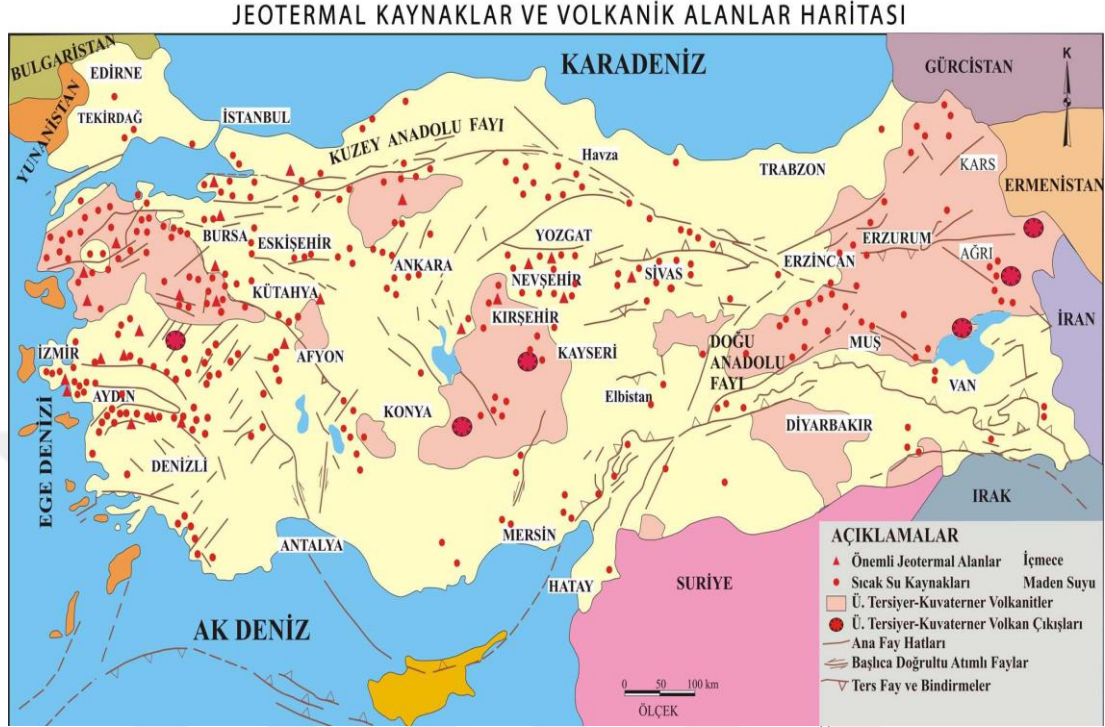 JEOTERMAL KAYNAKLAR VE VOLKANİK ALANLAR HARİTASI
BULGARİSTAN
EDİRNE
YUNANİSTAN
TEKİRDAĞ
İSTANBUL
KARADENİZ
GÜRCİSTAN
K
KUZEY ANADOLU FAYI
Havza
TRABZON
KARS
ERMENİSTAN
BURSA
ESKİŞEHİR
ANKARA
YOZGAT
NEVŞEHİR
SİVAS
ERZİNCAN
ERZURUM
AĞRI
KÜTAHYA
KIRŞEHİR
İRAN
İZMİR
AFYON
KAYSERİ
DOĞU
ANADOLU
FAYI
MUŞ
VAN
AYDIN
KONYA
Elbistan
DİYARBAKIR
EGE DENİZİ
DENİZLİ
IRAK
ANTALYA
MERSİN
HATAY
SURİYE
AK DENİZ
0 50 100 km
ÖLÇEK
AÇIKLAMALAR
Önemli Jeotermal Alanlar İçmece
Sıcak Su Kaynakları Maden Suyu
Ü. Tersiyer-Kuvaterner Volkanitler
Ü. Tersiyer-Kuvaterner Volkan Çıkışları
Ana Fay Hatları
Başlıca Doğrultu Atımlı Faylar
Ters Fay ve Bindirmeler